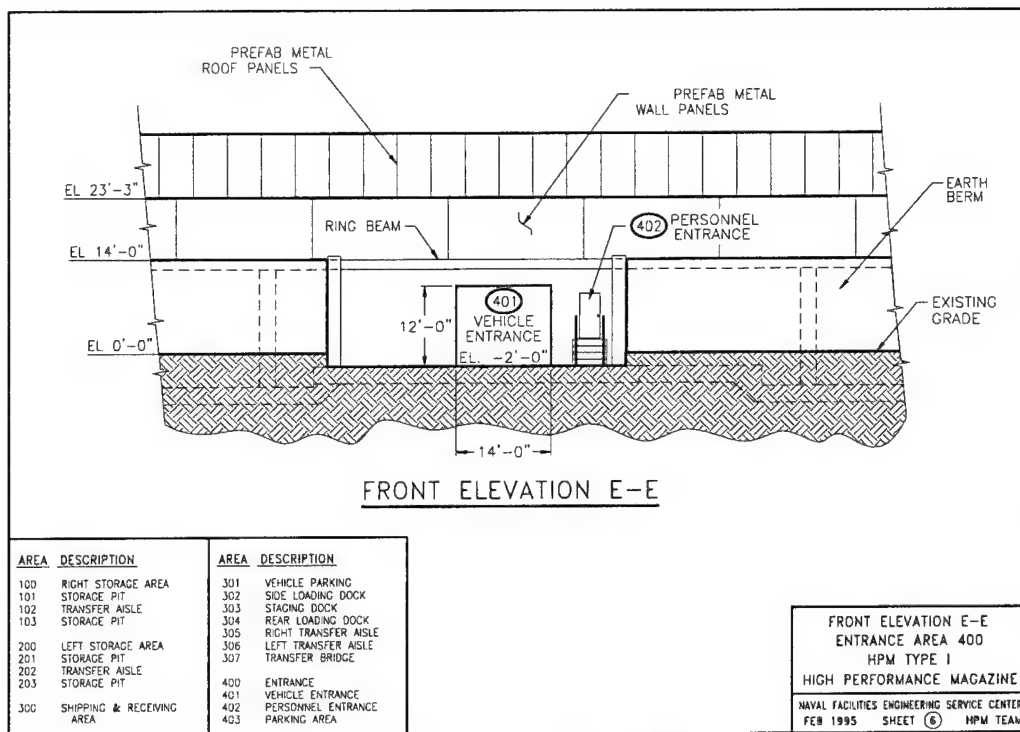 PREFAB METAL
ROOF PANELS
PREFAB METAL
WALL PANELS
EL 23'-3"
EARTH
BERM
RING BEAM
402 PERSONNEL
ENTRANCE
EL 14'-0"
401
VEHICLE
ENTRANCE
12'-0"
EXISTING
GRADE
EL 0'-0"
EL. -2'-0"
14'-0"
FRONT ELEVATION E-E
AREA DESCRIPTION
100 RIGHT STORAGE AREA
101 STORAGE PIT
102 TRANSFER AISLE
103 STORAGE PIT
200 LEFT STORAGE AREA
201 STORAGE PIT
202 TRANSFER AISLE
203 STORAGE PIT
300 SHIPPING & RECEIVING
AREA
AREA DESCRIPTION
301 VEHICLE PARKING
302 SIDE LOADING DOCK
303 STAGING DOCK
304 REAR LOADING DOCK
305 RIGHT TRANSFER AISLE
306 LEFT TRANSFER AISLE
307 TRANSFER BRIDGE
400 ENTRANCE
401 VEHICLE ENTRANCE
402 PERSONNEL ENTRANCE
403 PARKING AREA
FRONT ELEVATION E-E
ENTRANCE AREA 400
HPM TYPE I
HIGH PERFORMANCE MAGAZINE
NAVAL FACILITIES ENGINEERING SERVICE CENTER
FEB 1995 SHEET 6 HPM TEAM